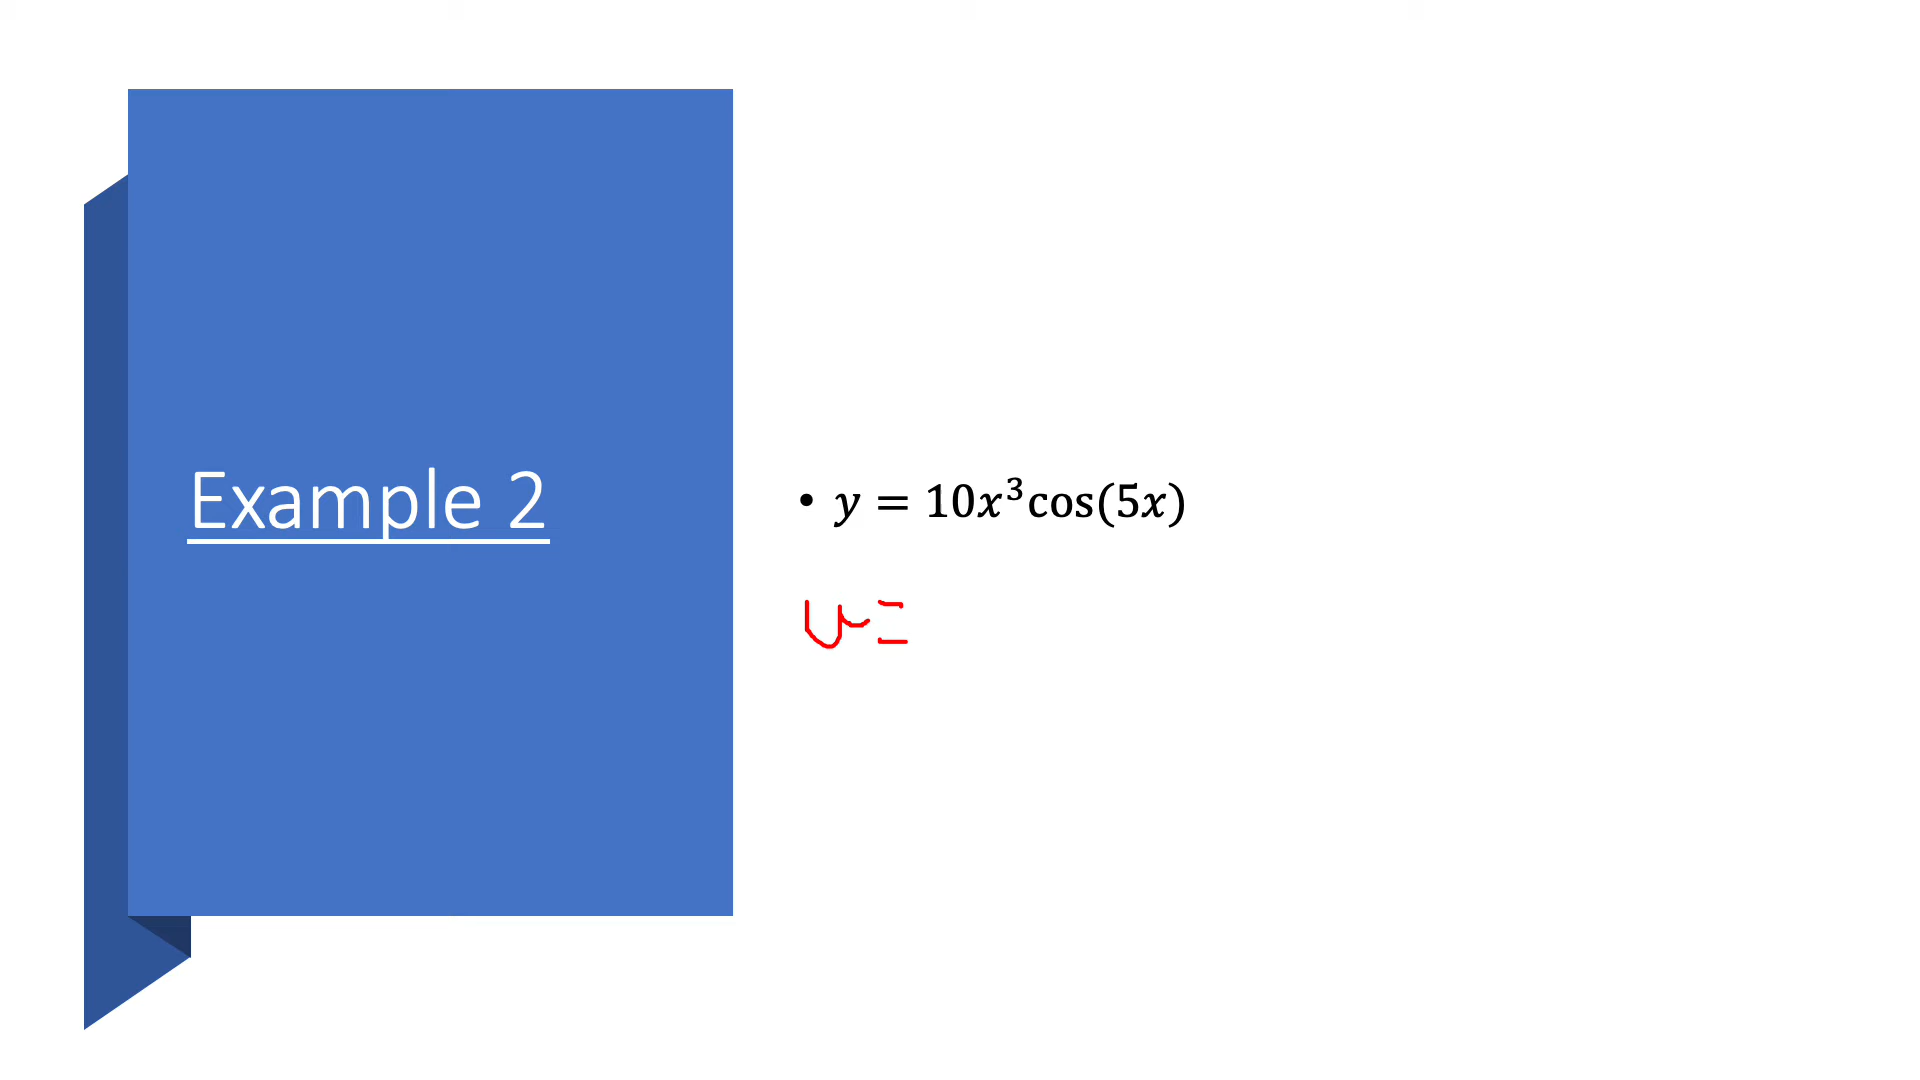 Example 2
• y = 10x³cos(5x)
u=